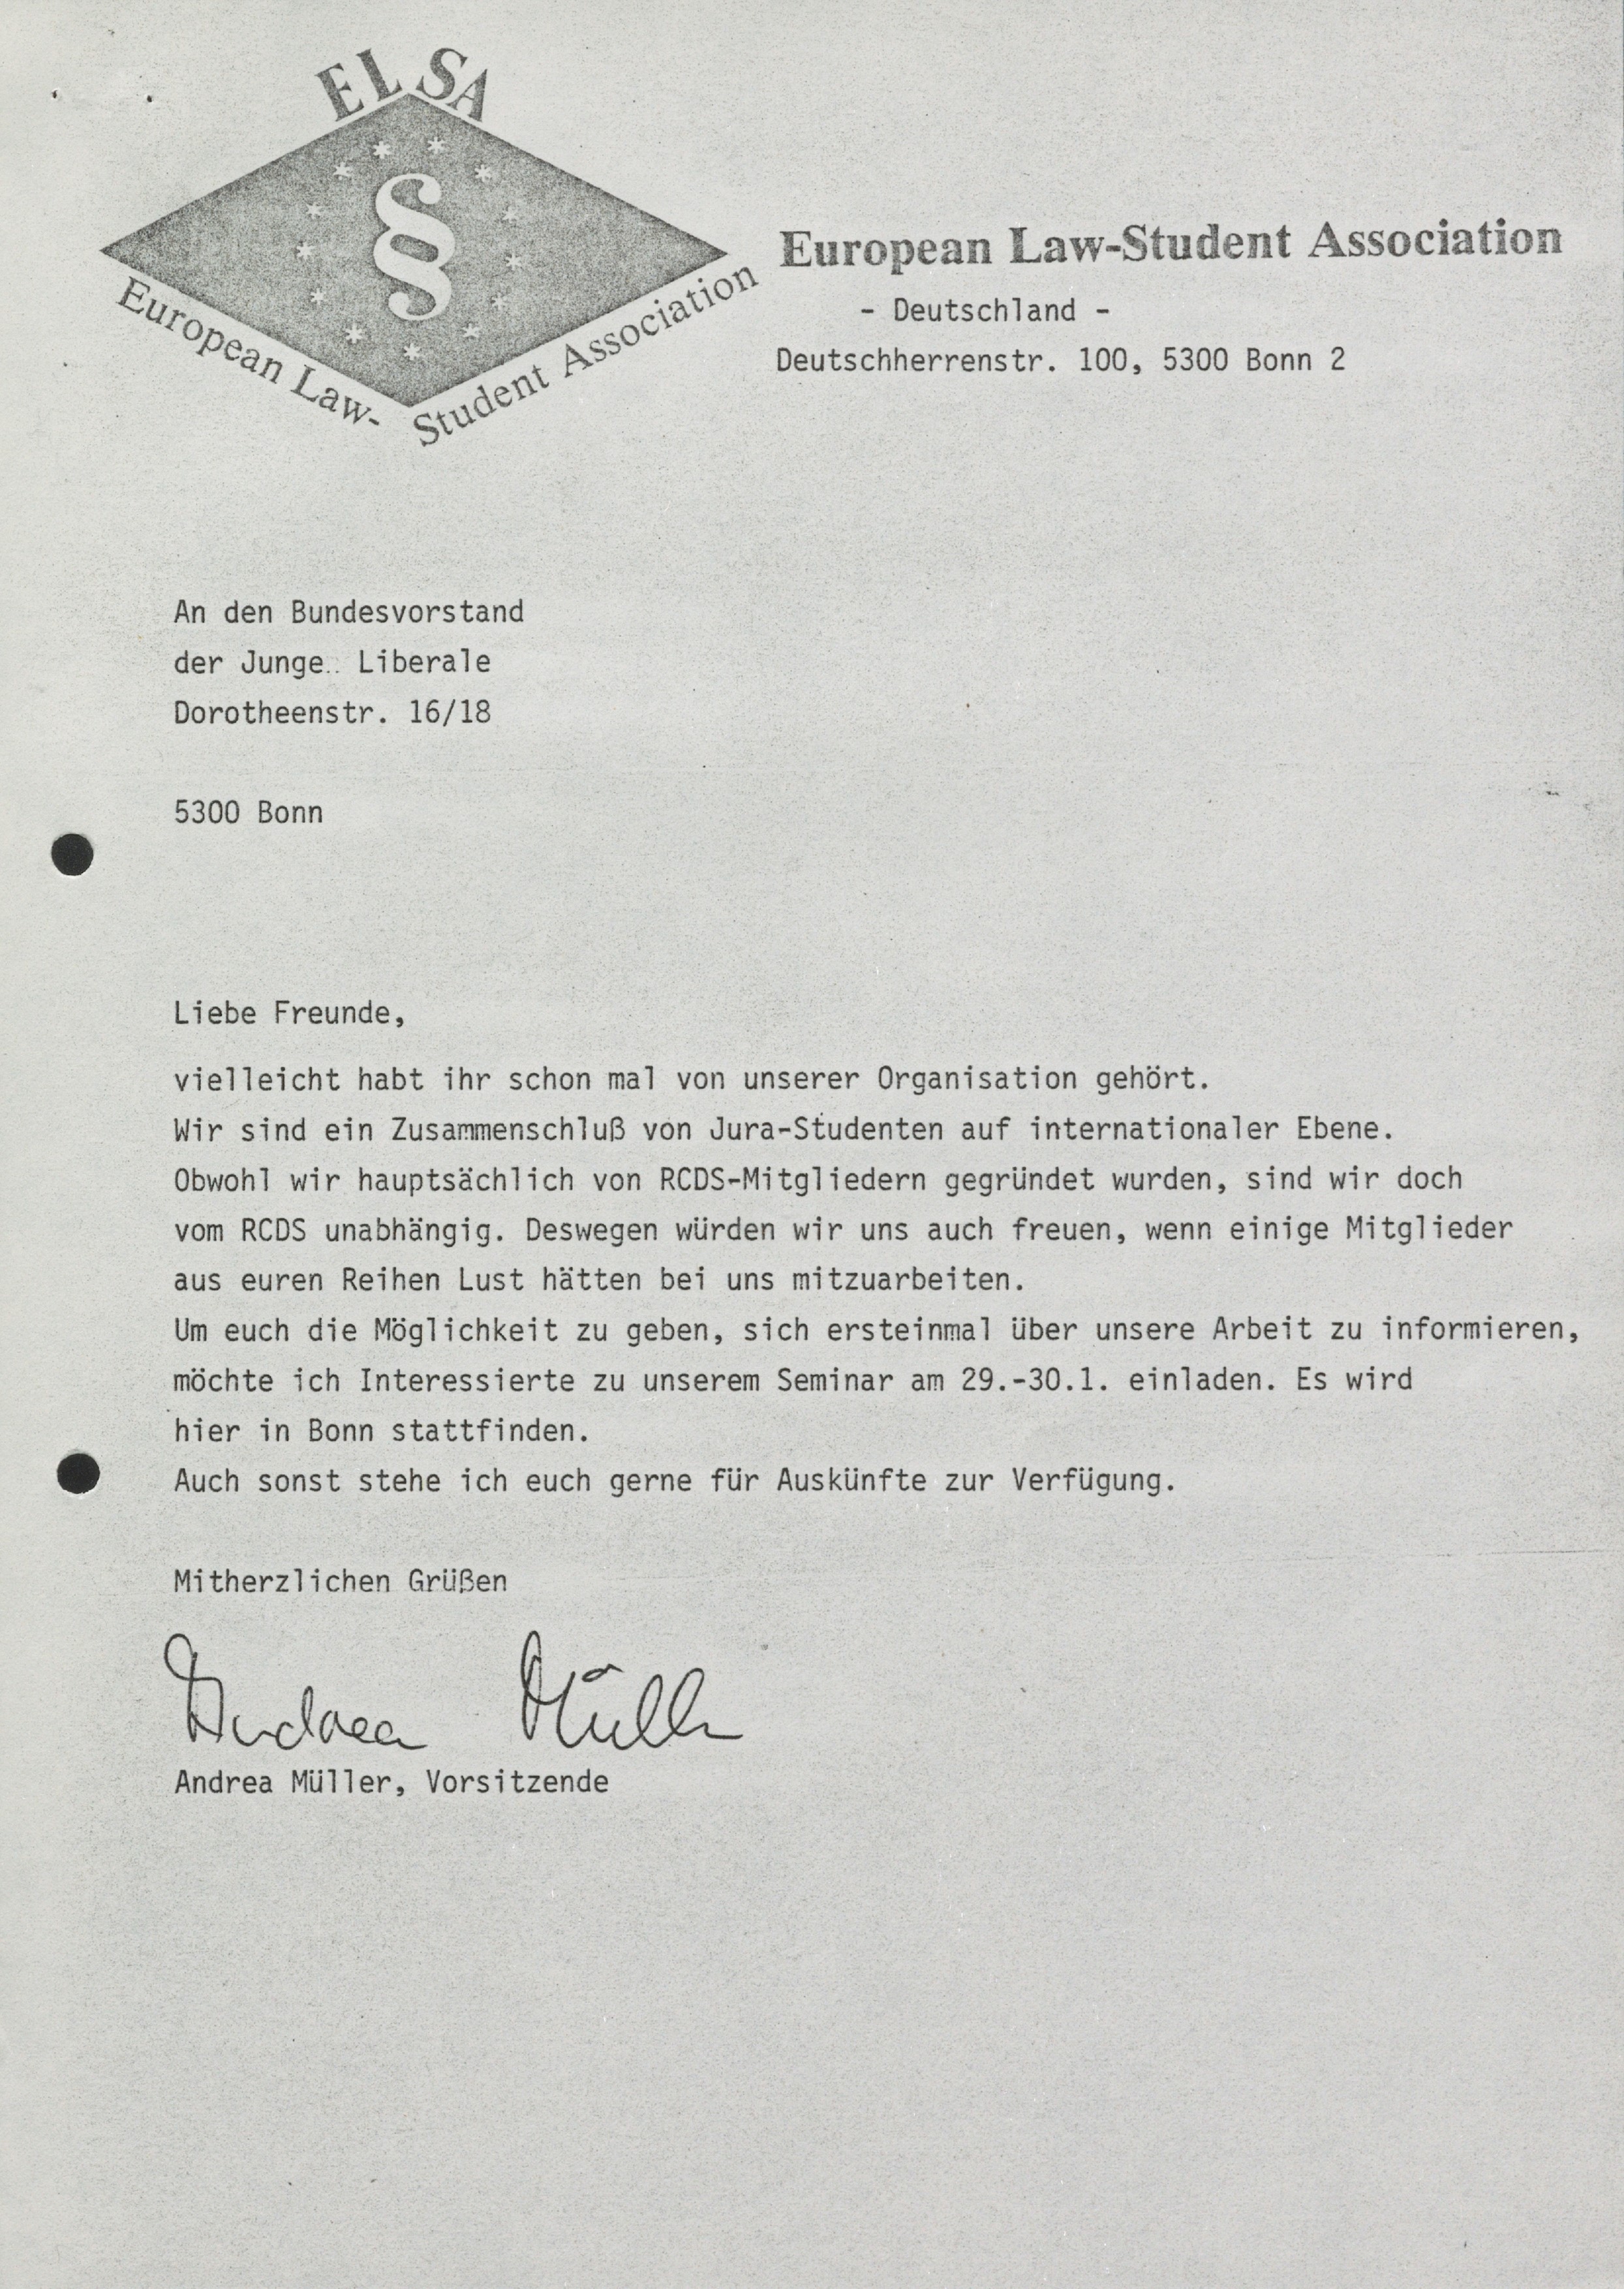 ELSA
§
European Law-Student Association
European Law-Student Association
- Deutschland -
Deutschherrenstr. 100, 5300 Bonn 2
An den Bundesvorstand
der Junge Liberale
Dorotheenstr. 16/18
5300 Bonn
Liebe Freunde,
vielleicht habt ihr schon mal von unserer Organisation gehört.
Wir sind ein Zusammenschluß von Jura-Studenten auf internationaler Ebene.
Obwohl wir hauptsächlich von RCDS-Mitgliedern gegründet wurden, sind wir doch
vom RCDS unabhängig. Deswegen würden wir uns auch freuen, wenn einige Mitglieder
aus euren Reihen Lust hätten bei uns mitzuarbeiten.
Um euch die Möglichkeit zu geben, sich ersteinmal über unsere Arbeit zu informieren,
möchte ich Interessierte zu unserem Seminar am 29.-30.1. einladen. Es wird
hier in Bonn stattfinden.
Auch sonst stehe ich euch gerne für Auskünfte zur Verfügung.
Mitherzlichen Grüßen
Andrea Müller
Andrea Müller, Vorsitzende